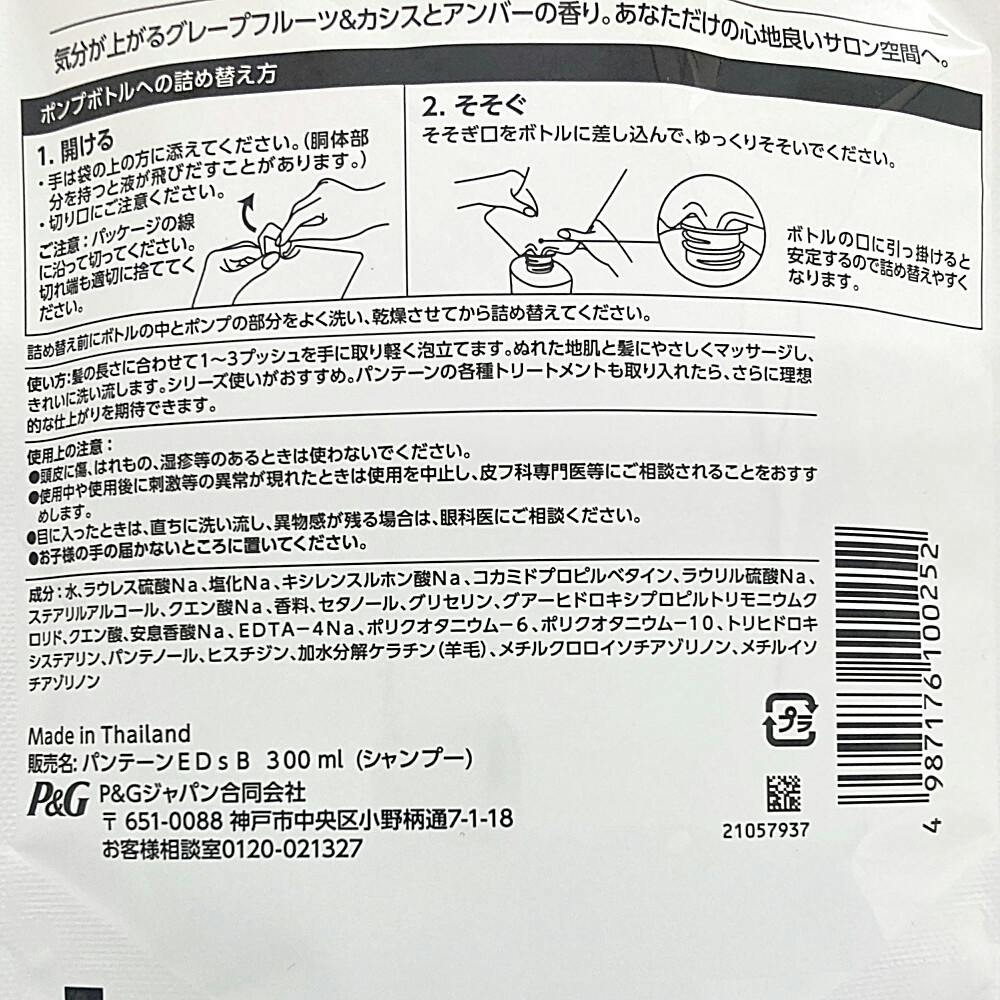 気分が上がるグレープフルーツ&カシスとアンバーの香り。あなただけの心地良いサロン空間へ。
ポンプボトルへの詰め替え方
1. 開ける
・手は袋の上の方に添えてください。(胴体部
分を持つと液が飛びだすことがあります。)
・切り口にご注意ください。
ご注意:パッケージの線
に沿って切ってください。
切れ端も適切に捨ててく
ださい。
2. そそぐ
そそぎ口をボトルに差し込んで、ゆっくりそそいでください。
ボトルの口に引っ掛けると
安定するので詰め替えやすく
なります。
詰め替え前にボトルの中とポンプの部分をよく洗い、乾燥させてから詰め替えてください。
使い方:髪の長さに合わせて1〜3プッシュを手に取り軽く泡立てます。ぬれた地肌と髪にやさしくマッサージし、
きれいに洗い流します。シリーズ使いがおすすめ。パンテーンの各種トリートメントも取り入れたら、さらに理想
的な仕上がりを期待できます。
使用上の注意:
●頭皮に傷、はれもの、湿疹等のあるときは使わないでください。
●使用中や使用後に刺激等の異常が現れたときは使用を中止し、皮フ科専門医等にご相談されることをおすす
めします。
●目に入ったときは、直ちに洗い流し、異物感が残る場合は、眼科医にご相談ください。
●お子様の手の届かないところに置いてください。
成分:水、ラウレス硫酸Na、塩化Na、キシレンスルホン酸Na、コカミドプロピルベタイン、ラウリル硫酸Na、
ステアリルアルコール、クエン酸Na、香料、セタノール、グリセリン、グアーヒドロキシプロピルトリモニウムク
ロリド、クエン酸、安息香酸Na、EDTA−4Na、ポリクオタニウム−6、ポリクオタニウム−10、トリヒドロキ
システアリン、パンテノール、ヒスチジン、加水分解ケラチン(羊毛)、メチルクロロイソチアゾリノン、メチルイソ
チアゾリノン
Made in Thailand
販売名: パンテーンEDsB 300 ml (シャンプー)
P&G P&Gジャパン合同会社
〒 651-0088 神戸市中央区小野柄通7-1-18
お客様相談室0120-021327
プラ
21057937
4 987176 100252